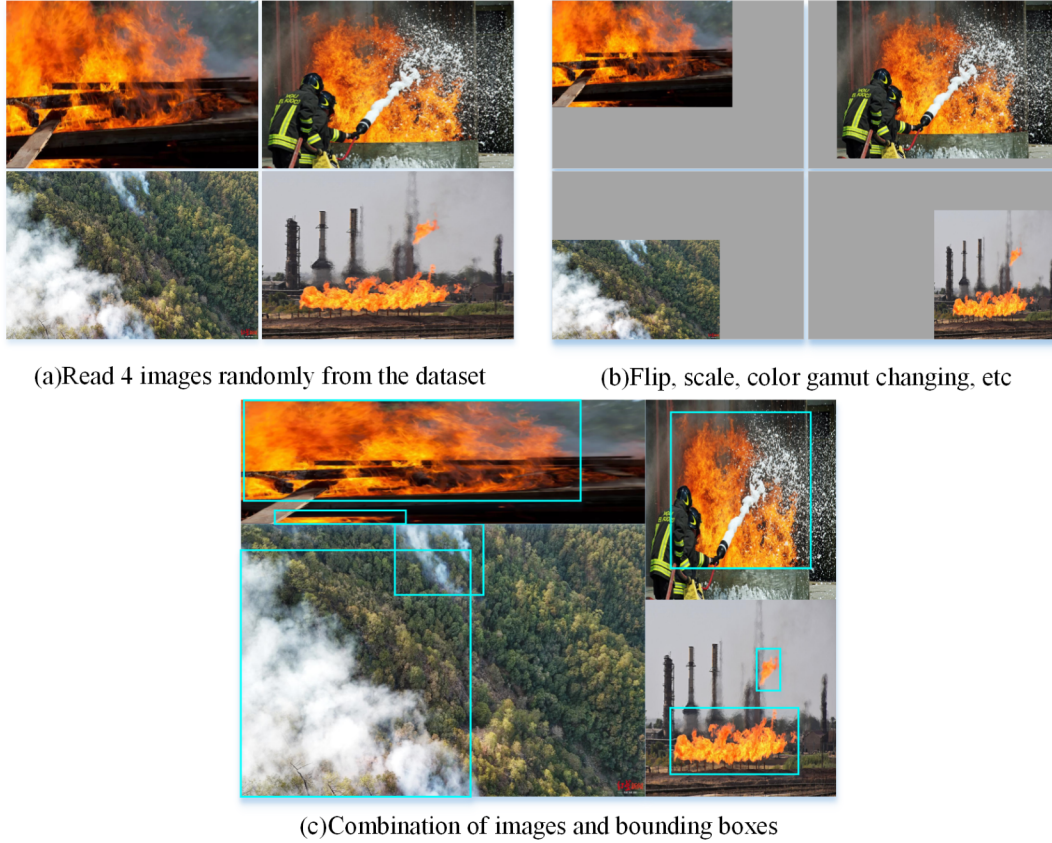 (a)Read 4 images randomly from the dataset
(b)Flip, scale, color gamut changing, etc
(c)Combination of images and bounding boxes